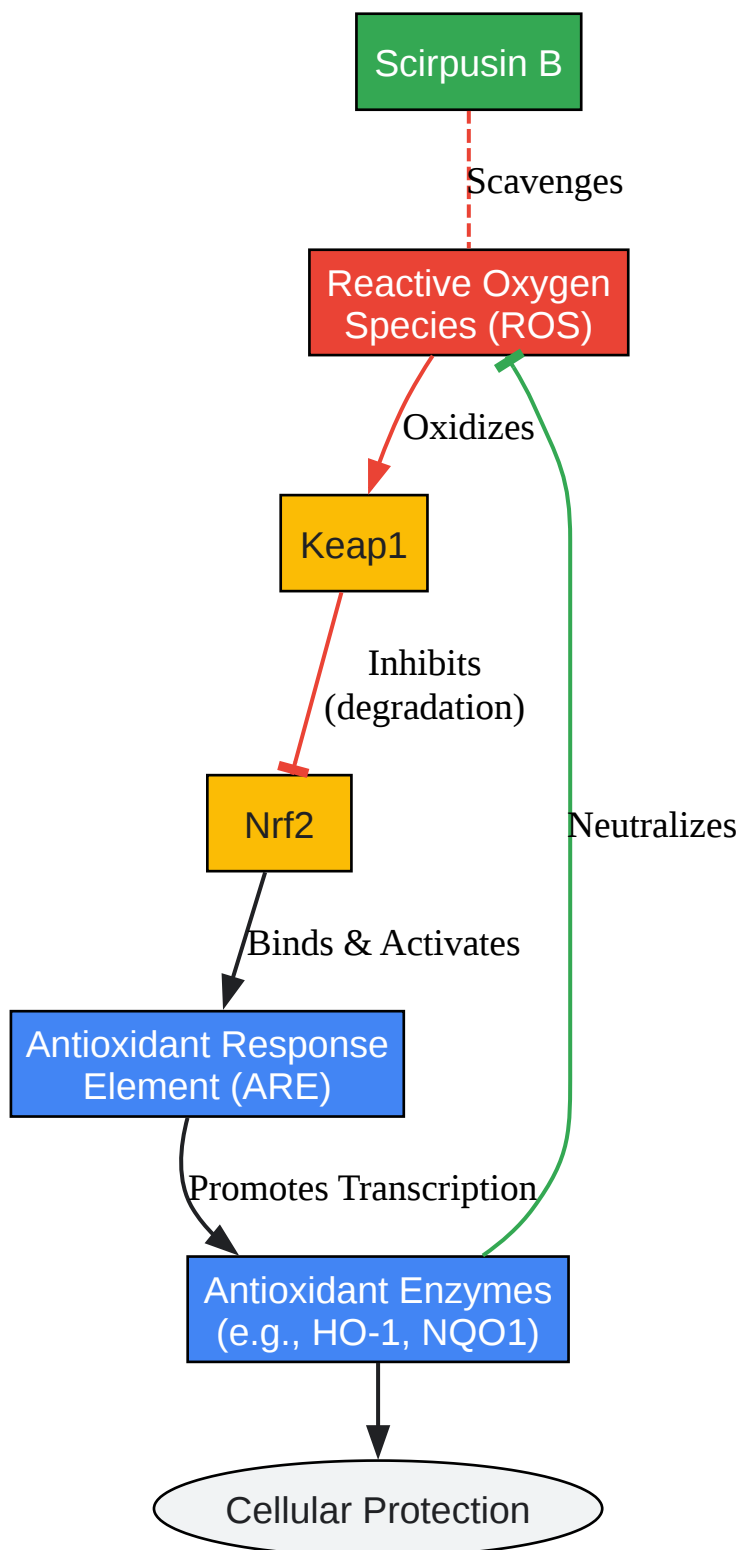 Scirpusin B
Scavenges
Reactive Oxygen
Species (ROS)
Oxidizes
Keap1
Inhibits
(degradation)
Nrf2
Neutralizes
Binds & Activates
Antioxidant Response
Element (ARE)
Promotes Transcription
Antioxidant Enzymes
(e.g., HO-1, NQO1)
Cellular Protection